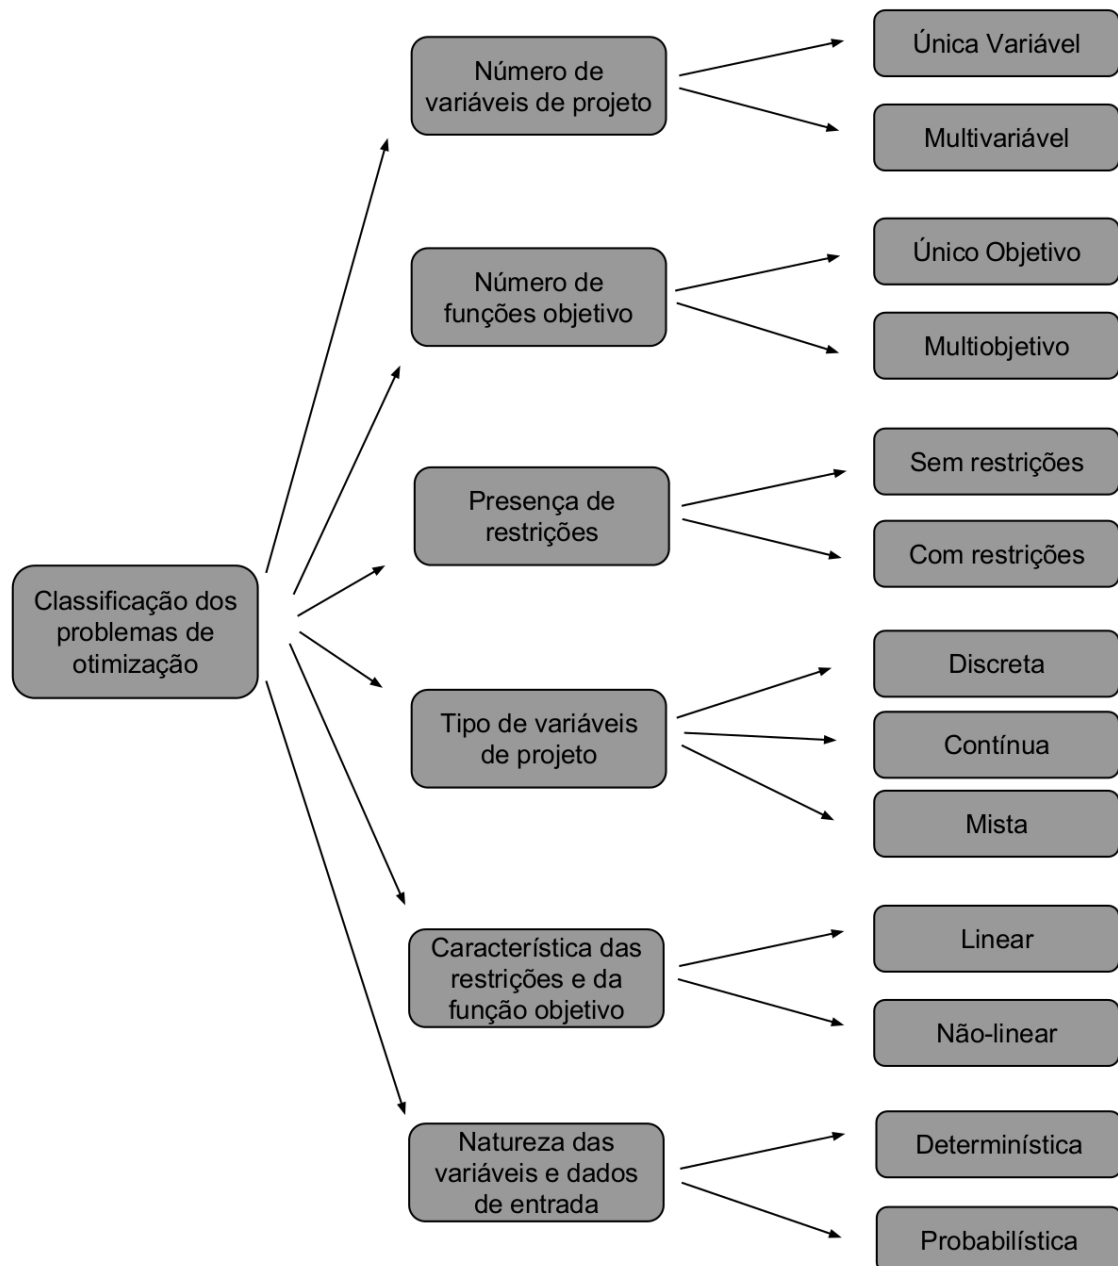 Classificação dos
problemas de
otimização
Número de
variáveis de projeto
Única Variável
Multivariável
Número de
funções objetivo
Único Objetivo
Multiobjetivo
Presença de
restrições
Sem restrições
Com restrições
Tipo de variáveis
de projeto
Discreta
Contínua
Mista
Característica das
restrições e da
função objetivo
Linear
Não-linear
Natureza das
variáveis e dados
de entrada
Determinística
Probabilística